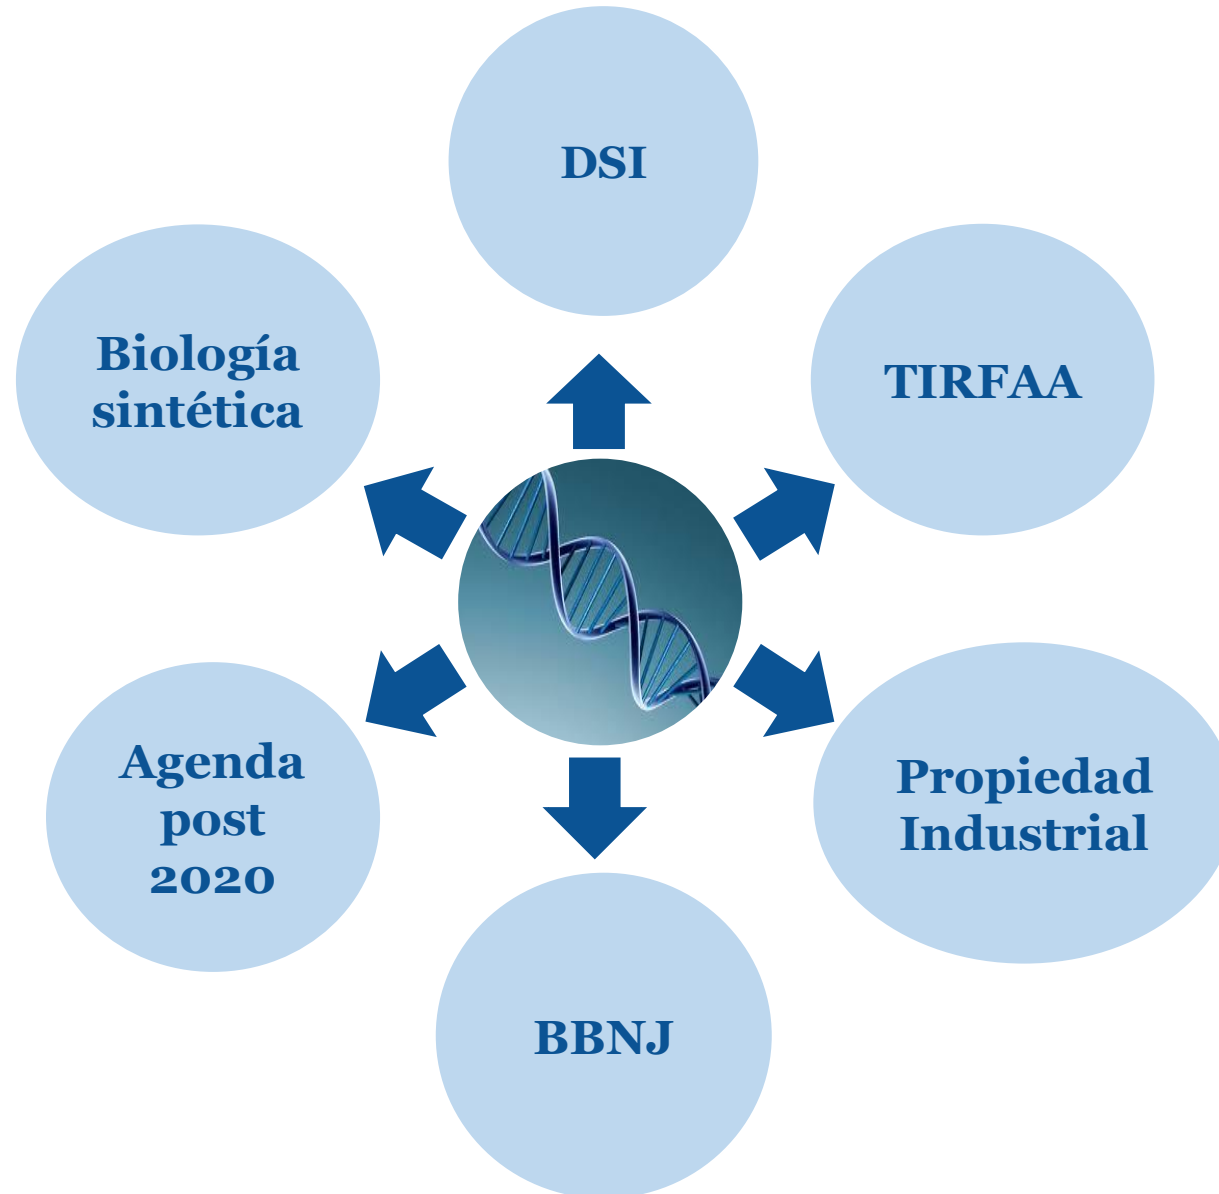 DSI
Biología
sintética
TIRFAA
Agenda
post
2020
Propiedad
Industrial
BBNJ